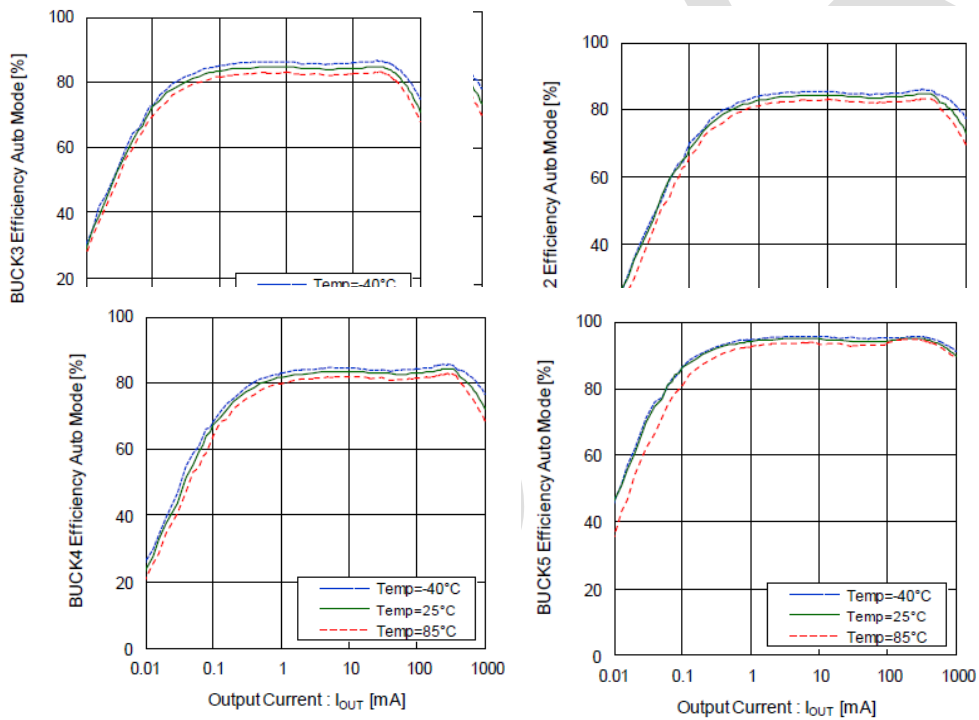 BUCK3 Efficiency Auto Mode [%]
100
80
60
40
20
Temp=-40°C
2 Efficiency Auto Mode [%]
100
80
60
40
BUCK4 Efficiency Auto Mode [%]
100
80
60
40
20
0
0.01 0.1 1 10 100 1000
Temp=-40°C
Temp=25°C
Temp=85°C
Output Current : IOUT [mA]
BUCK5 Efficiency Auto Mode [%]
100
80
60
40
20
0
0.01 0.1 1 10 100 1000
Temp=-40°C
Temp=25°C
Temp=85°C
Output Current : IOUT [mA]